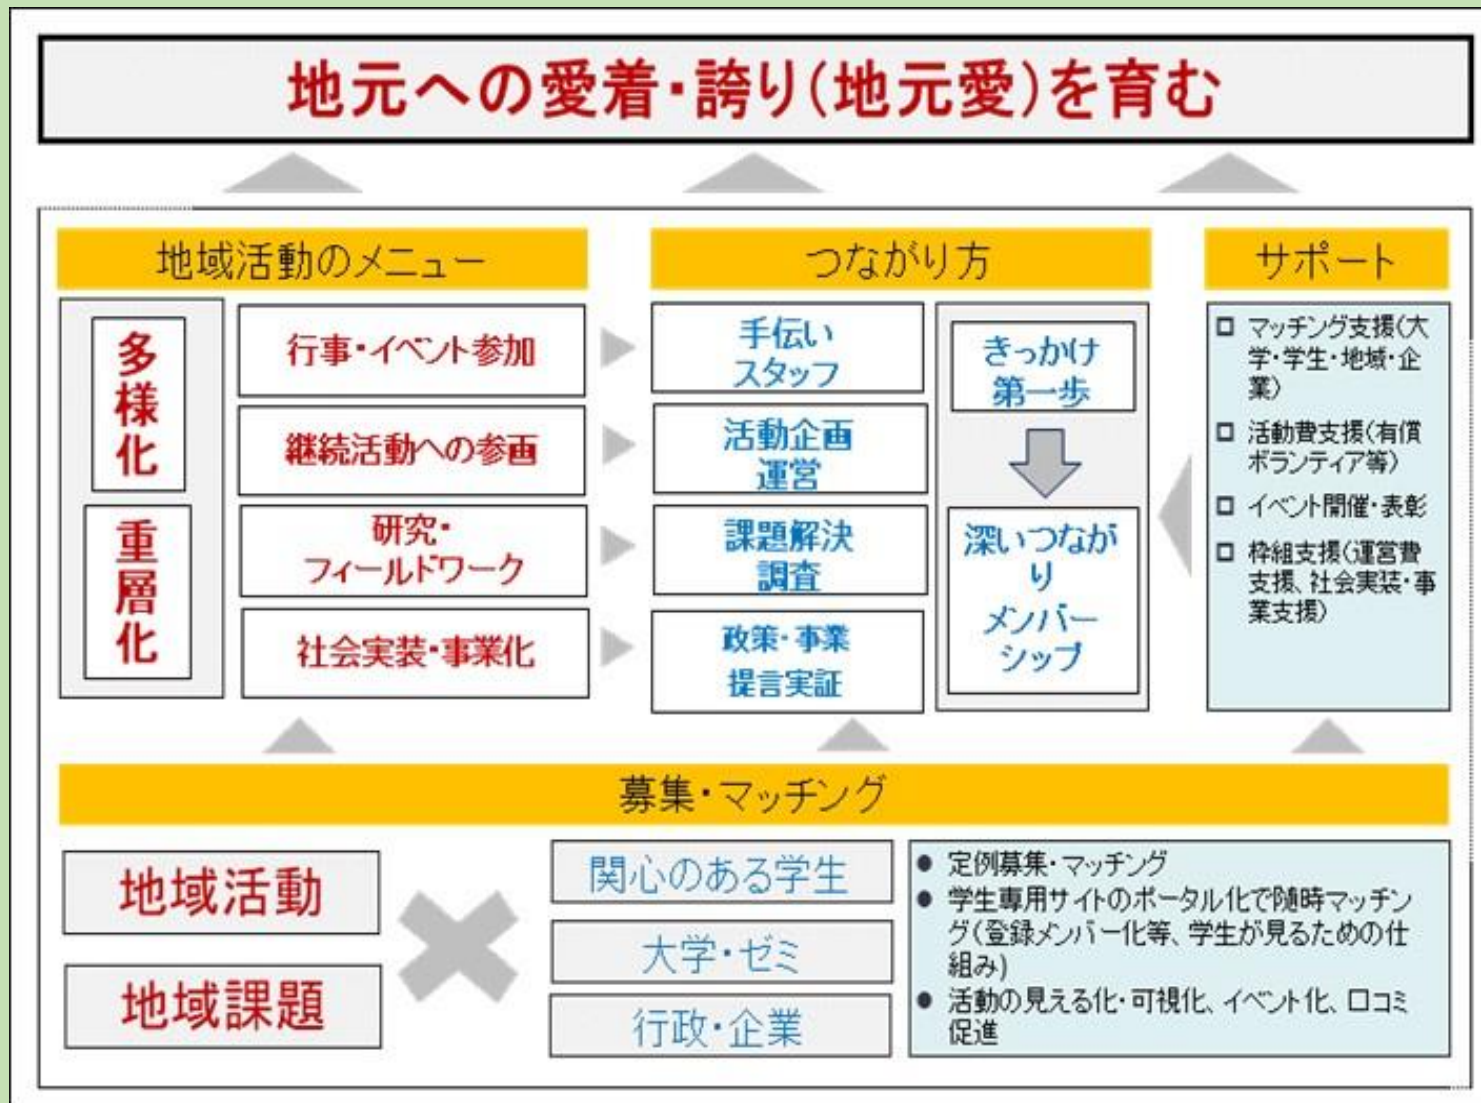 地元への愛着・誇り(地元愛)を育む
地域活動のメニュー
多様化
重層化
行事・イベント参加
継続活動への参画
研究・
フィールドワーク
社会実装・事業化
つながり方
手伝い
スタッフ
活動企画
運営
課題解決
調査
政策・事業
提言実証
きっかけ
第一歩
深いつなが
り
メンバー
シップ
サポート
マッチング支援(大
学・学生・地域・企
業)
活動費支援(有償
ボランティア等)
イベント開催・表彰
枠組支援(運営費
支援、社会実装・事
業支援)
募集・マッチング
地域活動
地域課題
関心のある学生
大学・ゼミ
行政・企業
● 定例募集・マッチング
● 学生専用サイトのポータル化で随時マッチン
グ(登録メンバー化等、学生が見るための仕
組み)
● 活動の見える化・可視化、イベント化、口コミ
促進